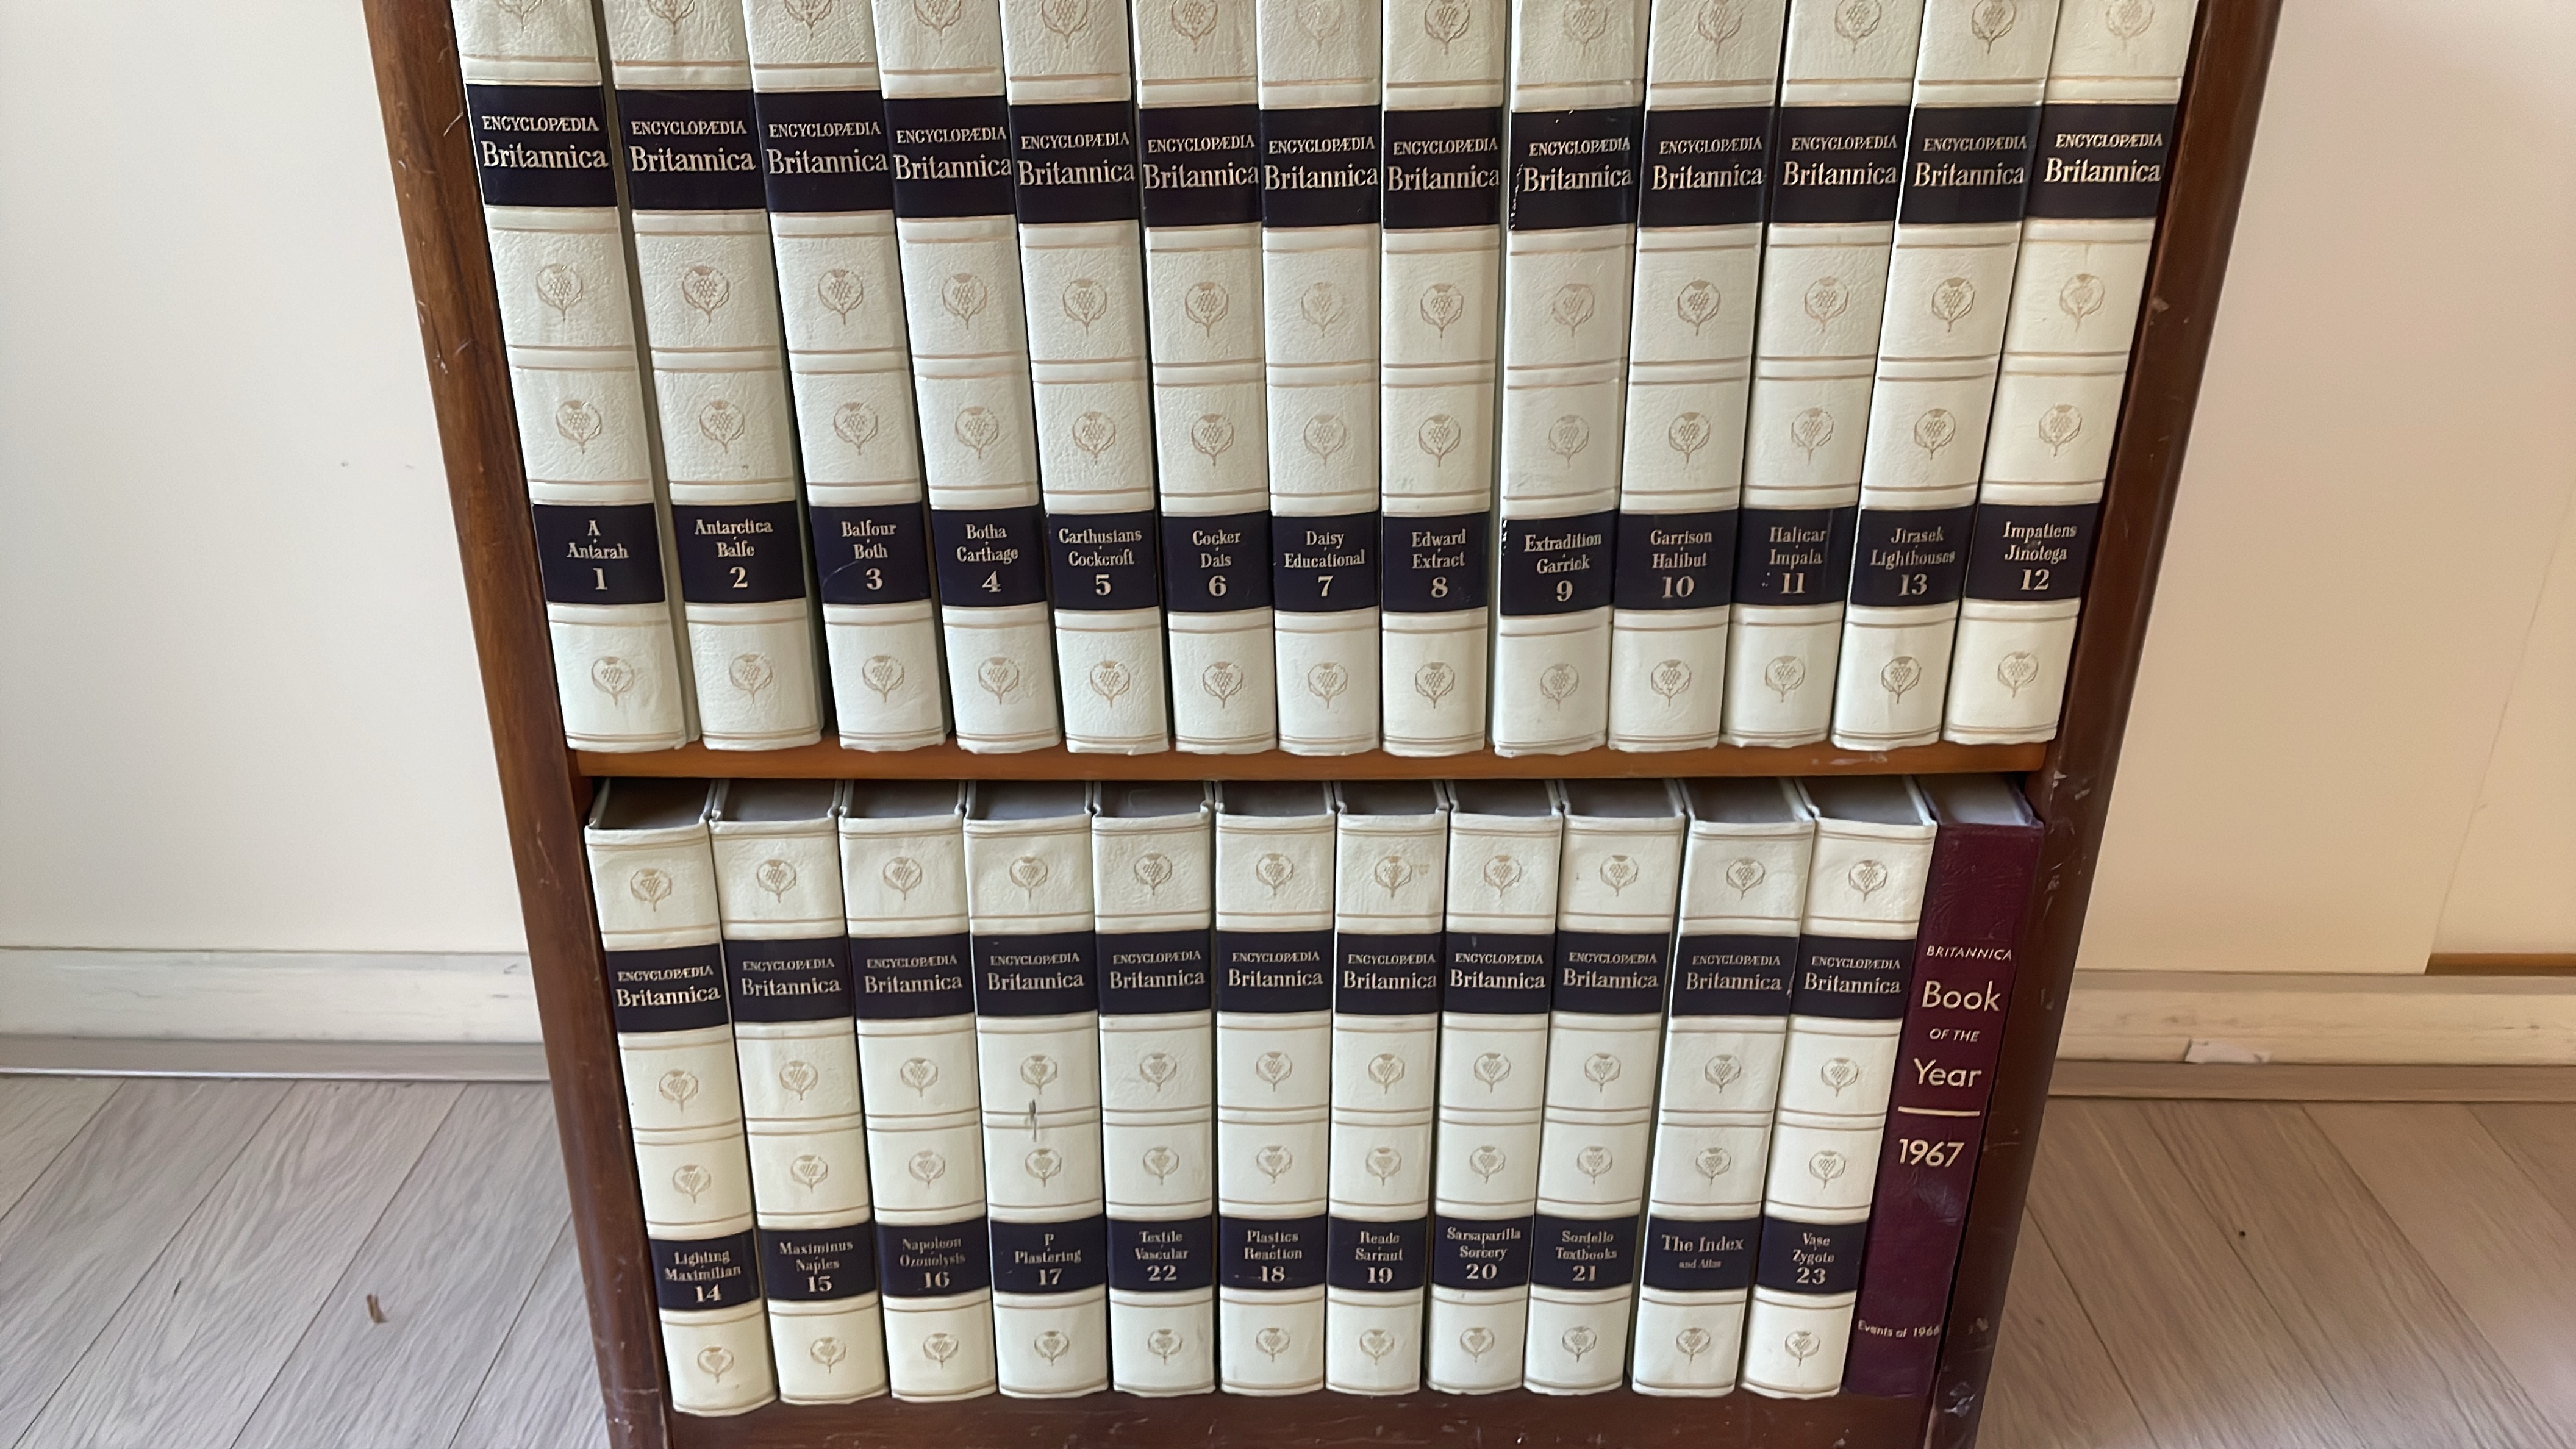 ENCYCLOPÆDIA
Britannica
A
Antarah
1
ENCYCLOPÆDIA
Britannica
Antarctica
Balfe
2
ENCYCLOPÆDIA
Britannica
Balfour
Both
3
ENCYCLOPÆDIA
Britannica
Botha
Carthage
4
ENCYCLOPÆDIA
Britannica
Carthusians
Cockcroft
5
ENCYCLOPÆDIA
Britannica
Cocker
Dais
6
ENCYCLOPÆDIA
Britannica
Daisy
Educational
7
ENCYCLOPÆDIA
Britannica
Edward
Extract
8
ENCYCLOPÆDIA
Britannica
Extradition
Garrick
9
ENCYCLOPÆDIA
Britannica
Garrison
Halibut
10
ENCYCLOPÆDIA
Britannica
Halicar
Impala
11
ENCYCLOPÆDIA
Britannica
Jirasek
Lighthouses
13
ENCYCLOPÆDIA
Britannica
Impatiens
Jinotega
12
ENCYCLOPÆDIA
Britannica
Lighting
Maximilian
14
ENCYCLOPÆDIA
Britannica
Maximinus
Naples
15
ENCYCLOPÆDIA
Britannica
Napoleon
Ozonolysis
16
ENCYCLOPÆDIA
Britannica
P
Plastering
17
ENCYCLOPÆDIA
Britannica
Textile
Vascular
22
ENCYCLOPÆDIA
Britannica
Plastics
Reaction
18
ENCYCLOPÆDIA
Britannica
Reade
Sarraut
19
ENCYCLOPÆDIA
Britannica
Sarsaparilla
Sorcery
20
ENCYCLOPÆDIA
Britannica
Sordello
Textbooks
21
ENCYCLOPÆDIA
Britannica
The Index
and Atlas
ENCYCLOPÆDIA
Britannica
Vase
Zygote
23
BRITANNICA
Book
OF THE
Year
1967
Events of 1966